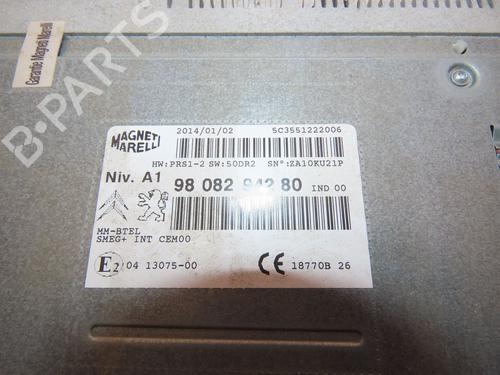 Garantie Magneti Marelli
B-PARTS
MAGNETI MARELLI
2014/01/02 5C3551222006
HW:PRS1-2 SW:50DR2 SN°:ZA10KU21P
Niv. A1
98 082 942 80 IND 00
MM-BTEL
SMEG+ INT CEM00
E2 04 13075-00 CE 18770B 26